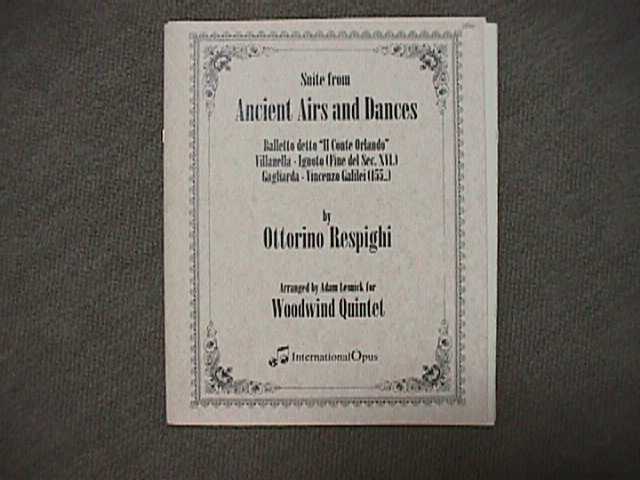 Suite from
Ancient Airs and Dances
Balletto detto "Il Conte Orlando"
Villanella - Ignoto (Fine del Sec. XVI.)
Gagliarda - Vincenzo Galilei (155..)
by
Ottorino Respighi
Arranged by Adam Lesnick for
Woodwind Quintet
InternationalOpus